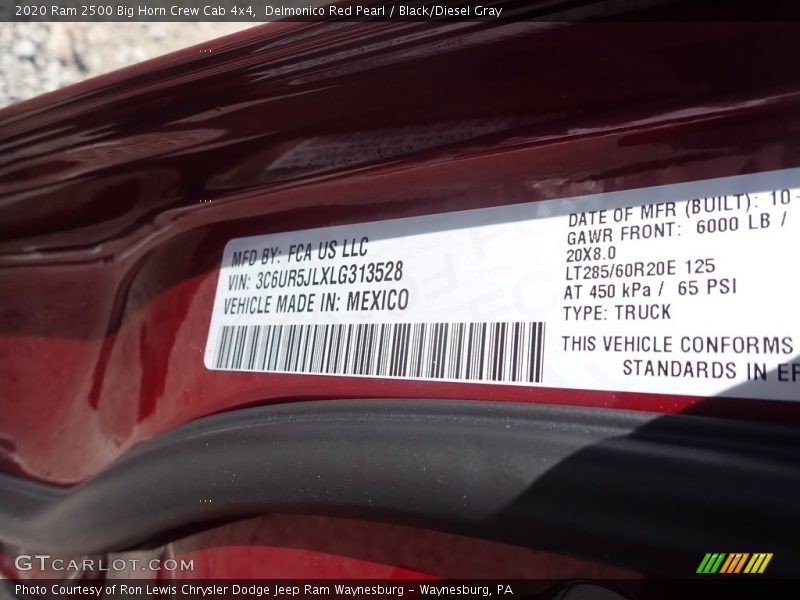 2020 Ram 2500 Big Horn Crew Cab 4x4, Delmonico Red Pearl / Black/Diesel Gray
MFD BY: FCA US LLC
VIN: 3C6UR5JLXLG313528
VEHICLE MADE IN: MEXICO
DATE OF MFR (BUILT): 10-
GAWR FRONT: 6000 LB /
20X8.0
LT285/60R20E 125
AT 450 kPa / 65 PSI
TYPE: TRUCK
THIS VEHICLE CONFORMS
STANDARDS IN EF
GTCARLOT.COM
Photo Courtesy of Ron Lewis Chrysler Dodge Jeep Ram Waynesburg - Waynesburg, PA